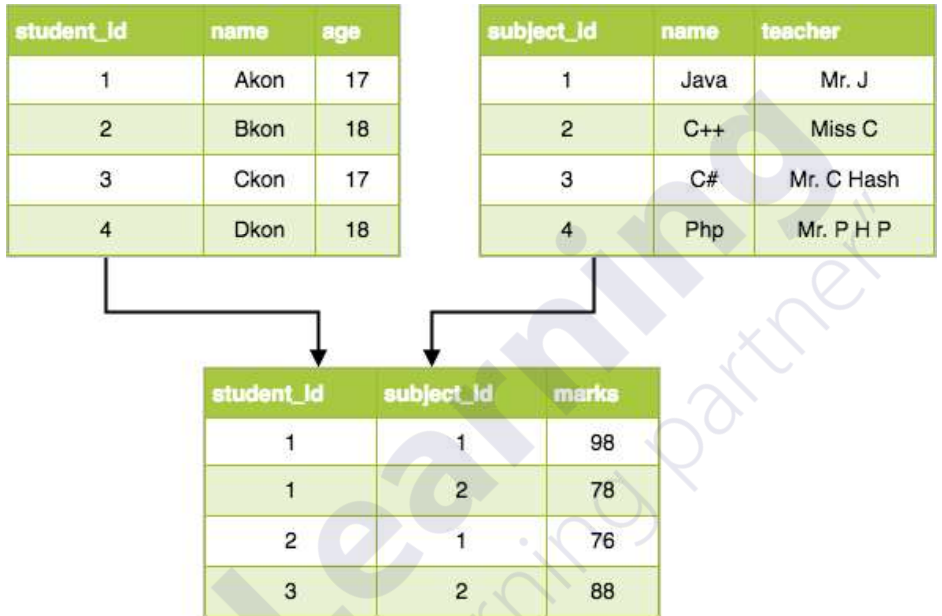 student_id name age
1 Akon 17
2 Bkon 18
3 Ckon 17
4 Dkon 18
subject_id name teacher
1 Java Mr. J
2 C++ Miss C
3 C# Mr. C Hash
4 Php Mr. P H P
student_id subject_id marks
1 1 98
1 2 78
2 1 76
3 2 88
Learning
learning partner"